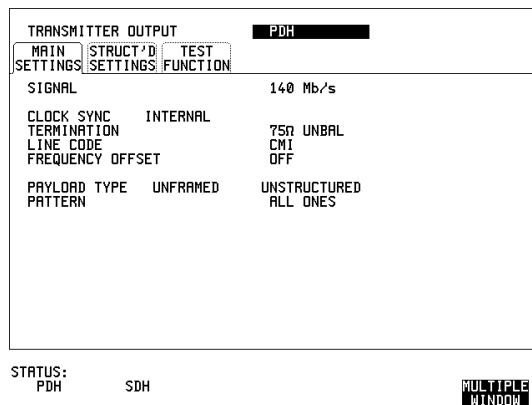 TRANSMITTER OUTPUT PDH
MAIN SETTINGS STRUCT'D SETTINGS TEST FUNCTION
SIGNAL 140 Mb/s
CLOCK SYNC INTERNAL
TERMINATION 75Ω UNBAL
LINE CODE CMI
FREQUENCY OFFSET OFF
PAYLOAD TYPE UNFRAMED UNSTRUCTURED
PATTERN ALL ONES
STATUS:
PDH SDH
MULTIPLE
WINDOW